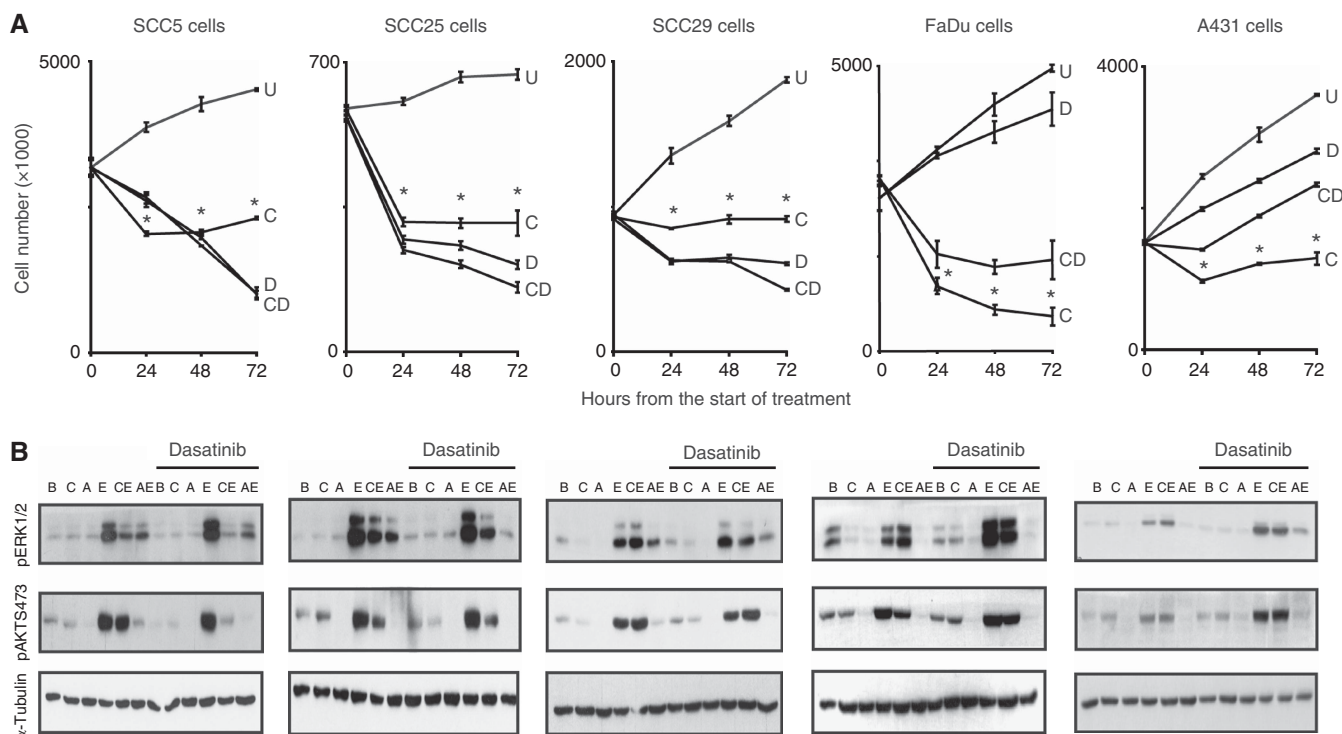 A
SCC5 cells
SCC25 cells
SCC29 cells
FaDu cells
A431 cells
Cell number (×1000)
5000
0
0 24 48 72
U
*
*
*
C
D
CD
700
0
0 24 48 72
U
*
*
*
C
D
CD
2000
0
0 24 48 72
U
*
*
*
C
D
CD
5000
0
0 24 48 72
U
D
CD
*
*
*
C
4000
0
0 24 48 72
U
D
CD
*
*
*
C
Hours from the start of treatment
B
Dasatinib
Dasatinib
Dasatinib
Dasatinib
Dasatinib
B C A E CE AE B C A E CE AE
B C A E CE AE B C A E CE AE
B C A E CE AE B C A E CE AE
B C A E CE AE B C A E CE AE
B C A E CE AE B C A E CE AE
pERK1/2
pAKTS473
α-Tubulin